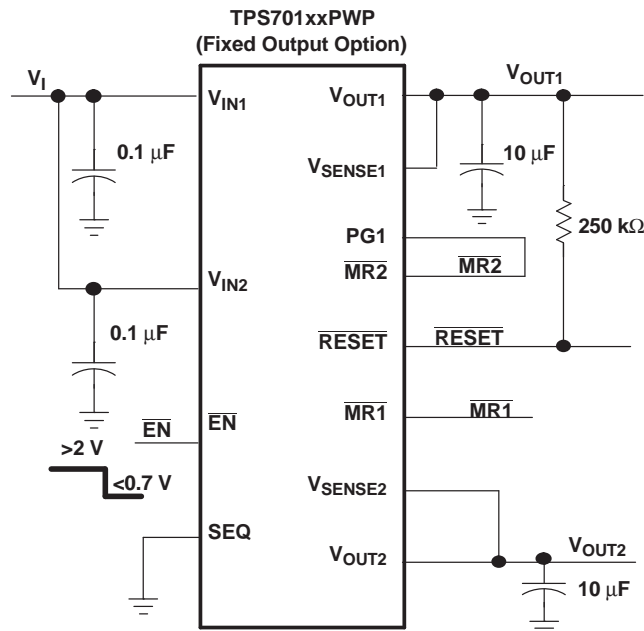 TPS701xxPWP
(Fixed Output Option)
VI
VIN1
VOUT1
VOUT1
0.1 μF
10 μF
VSENSE1
250 kΩ
PG1
MR2
MR2
VIN2
0.1 μF
RESET
RESET
EN
EN
MR1
MR1
>2 V
<0.7 V
VSENSE2
SEQ
VOUT2
VOUT2
10 μF